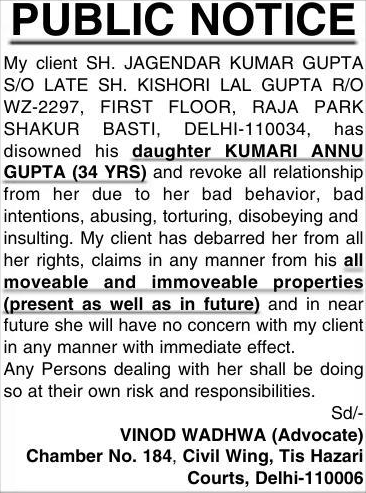 PUBLIC NOTICE
My client SH. JAGENDAR KUMAR GUPTA
S/O LATE SH. KISHORI LAL GUPTA R/O
WZ-2297, FIRST FLOOR, RAJA PARK
SHAKUR BASTI, DELHI-110034, has
disowned his daughter KUMARI ANNU
GUPTA (34 YRS) and revoke all relationship
from her due to her bad behavior, bad
intentions, abusing, torturing, disobeying and
insulting. My client has debarred her from all
her rights, claims in any manner from his all
moveable and immoveable properties
(present as well as in future) and in near
future she will have no concern with my client
in any manner with immediate effect.
Any Persons dealing with her shall be doing
so at their own risk and responsibilities.
Sd/-
VINOD WADHWA (Advocate)
Chamber No. 184, Civil Wing, Tis Hazari
Courts, Delhi-110006